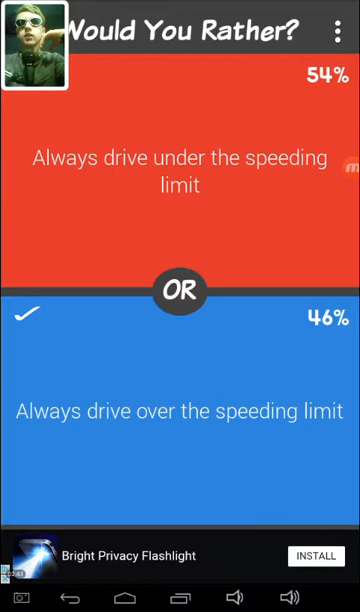 Would You Rather?
54%
Always drive under the speeding
limit
OR
46%
Always drive over the speeding limit
Bright Privacy Flashlight
INSTALL